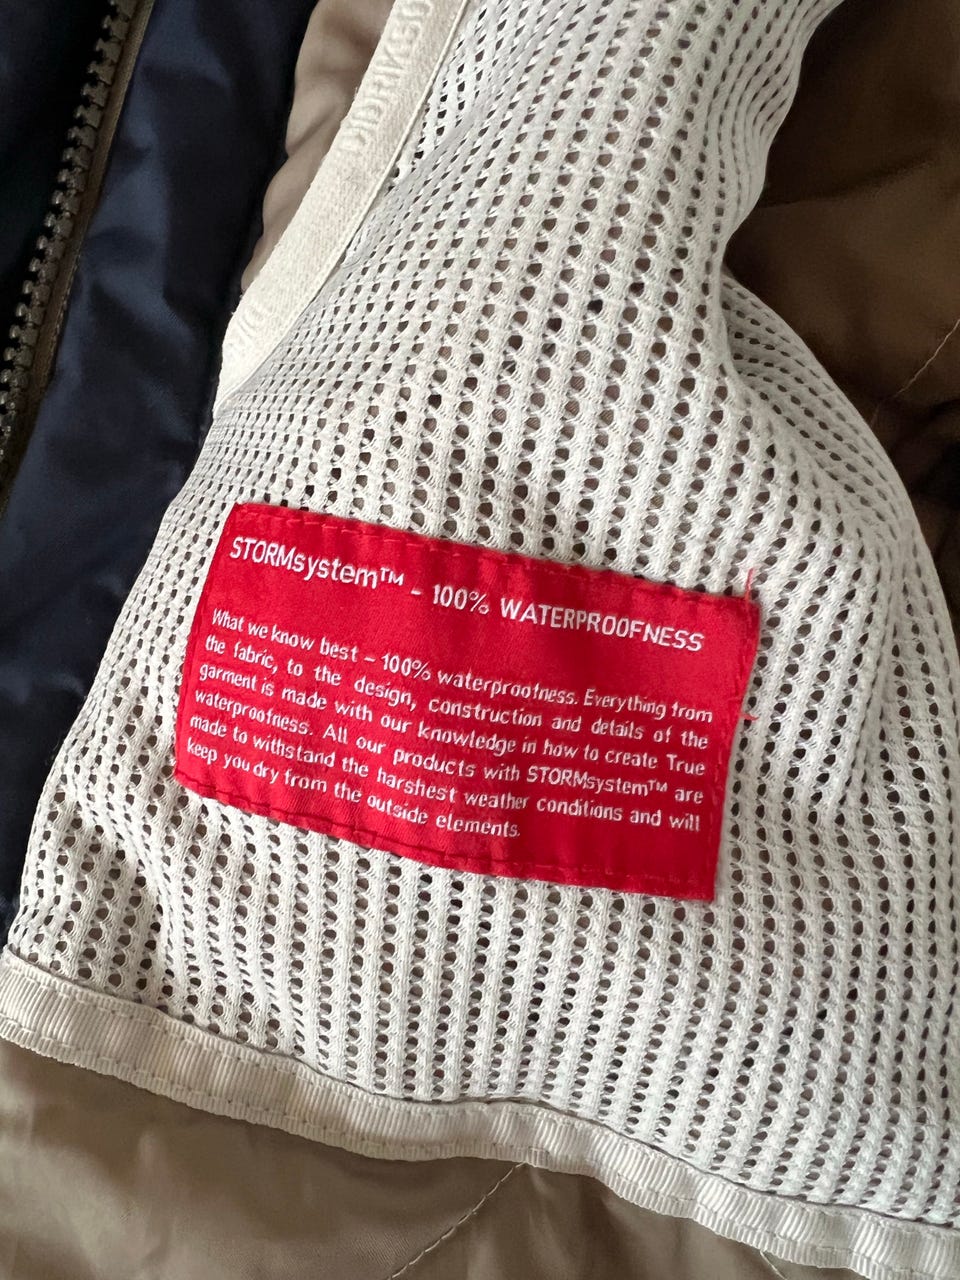 DIDRIKSON
DIDR
STORMsystem™ - 100% WATERPROOFNESS
What we know best - 100% waterproofness. Everything from
the fabric, to the design, construction and details of the
garment is made with our knowledge in how to create True
waterproofness. All our products with STORMsystem™ are
made to withstand the harshest weather conditions and will
keep you dry from the outside elements.